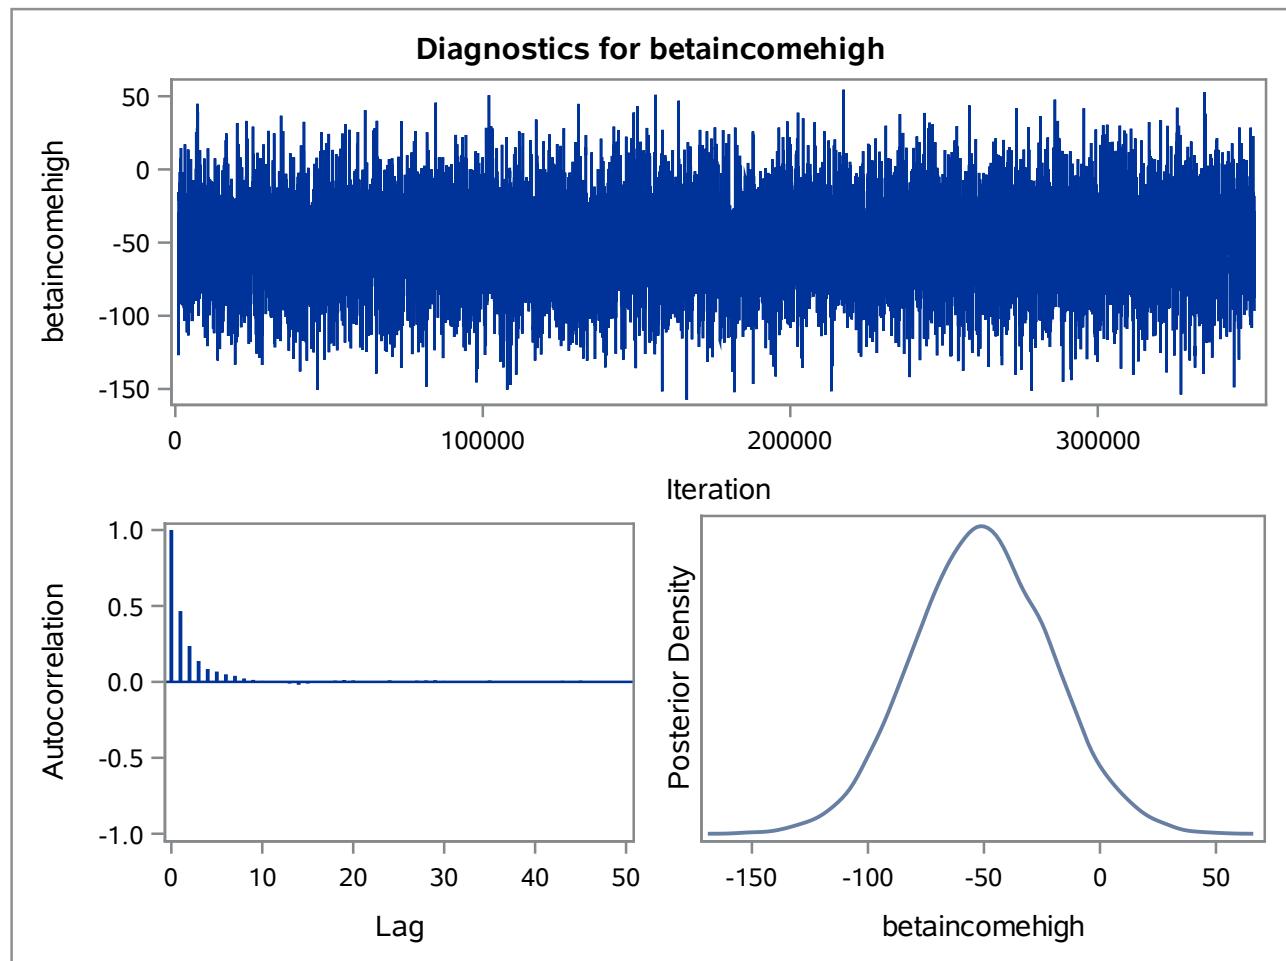 Diagnostics for betaincomehigh
betaincomehigh
50
0
-50
-100
-150
0 100000 200000 300000
Iteration
Autocorrelation
1.0
0.5
0.0
-0.5
-1.0
0 10 20 30 40 50
Lag
Posterior Density
-150 -100 -50 0 50
betaincomehigh